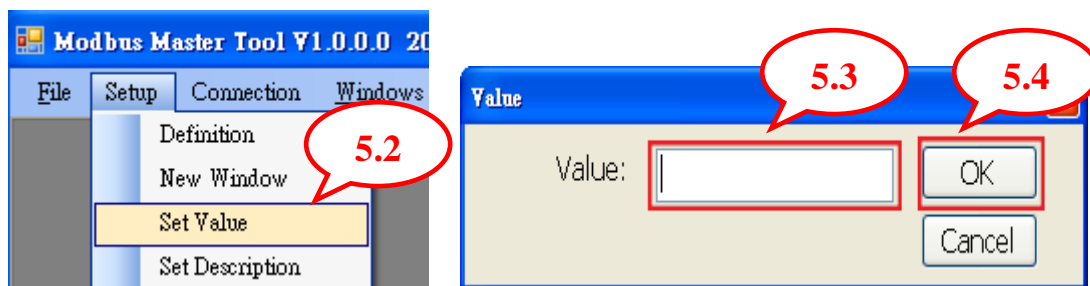 Modbus Master Tool V1.0.0.0 20
File Setup Connection Windows
Definition
5.2
New Window
Set Value
Set Description
5.3
5.4
Value
Value:
OK
Cancel